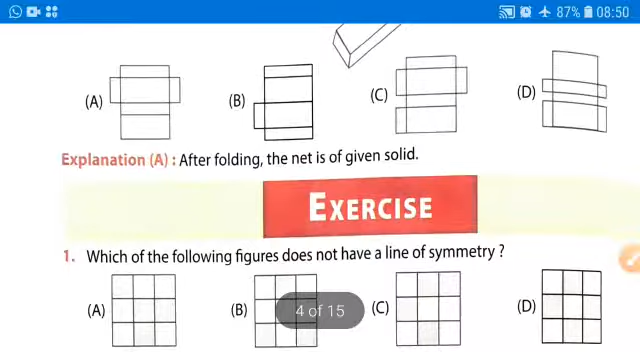 87% 08:50
(A) (B) (C) (D)
Explanation (A) : After folding, the net is of given solid.
EXERCISE
1. Which of the following figures does not have a line of symmetry ?
(A) (B) (C) (D)
4 of 15